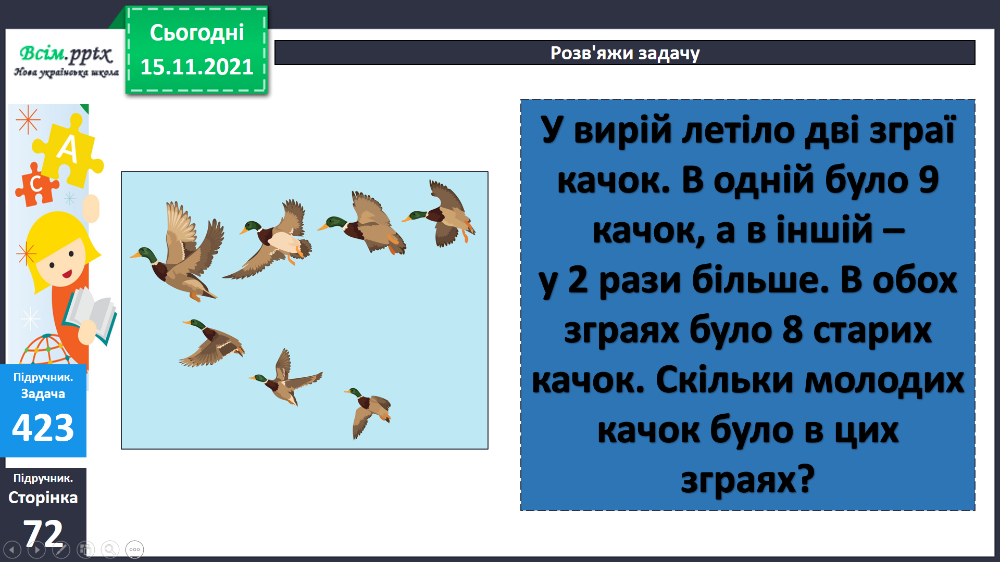 Сьогодні
15.11.2021
Всім.pptx
Нова українська школа
Розв'яжи задачу
А
С
У вирій летіло дві зграї
качок. В одній було 9
качок, а в іншій –
у 2 рази більше. В обох
зграях було 8 старих
качок. Скільки молодих
качок було в цих
зграях?
Підручник.
Задача
423
Підручник.
Сторінка
72